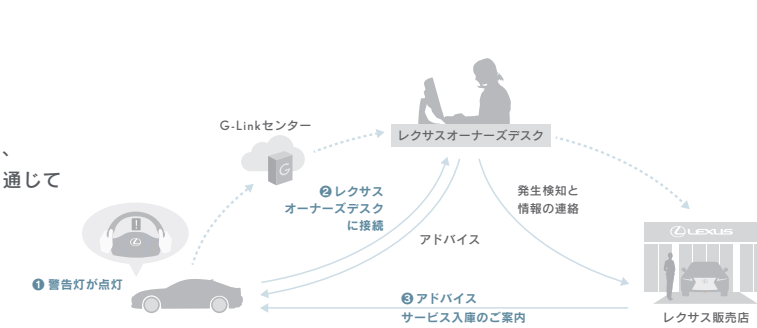 、
通じて
G-Linkセンター
G
レクサスオーナーズデスク
❷レクサス
オーナーズデスク
に接続
アドバイス
発生検知と
情報の連絡
!
❶ 警告灯が点灯
❸アドバイス
サービス入庫のご案内
LEXUS
レクサス販売店